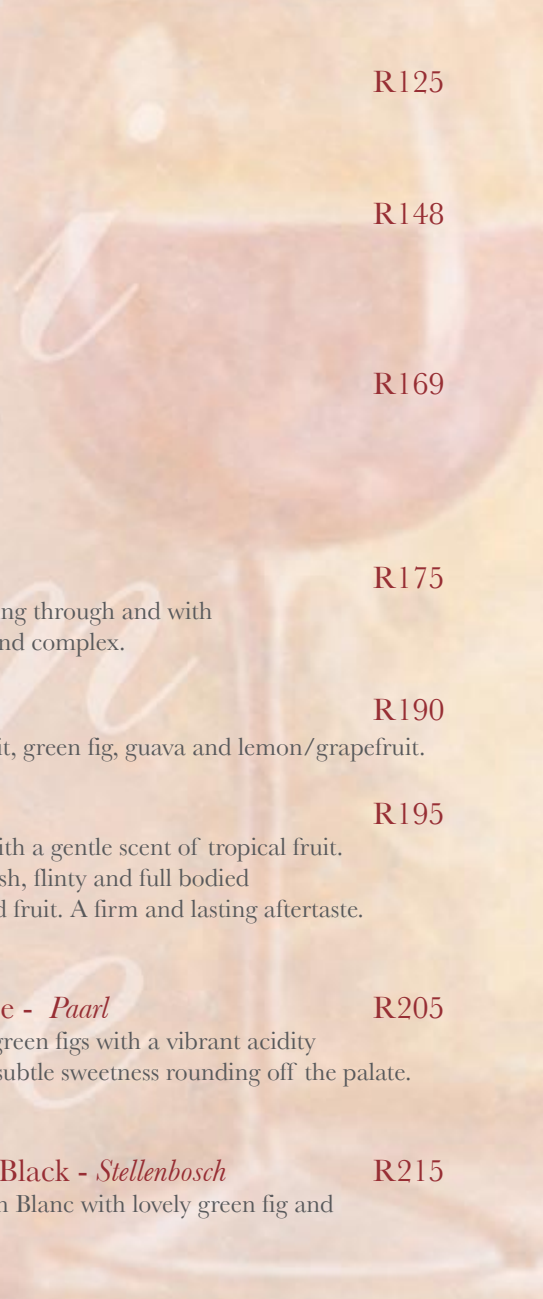 R125
R148
R169
R175
ng through and with
nd complex.
R190
it, green fig, guava and lemon/grapefruit.
R195
ith a gentle scent of tropical fruit.
sh, flinty and full bodied
d fruit. A firm and lasting aftertaste.
e - Paarl R205
green figs with a vibrant acidity
subtle sweetness rounding off the palate.
Black - Stellenbosch R215
n Blanc with lovely green fig and
i
n
e